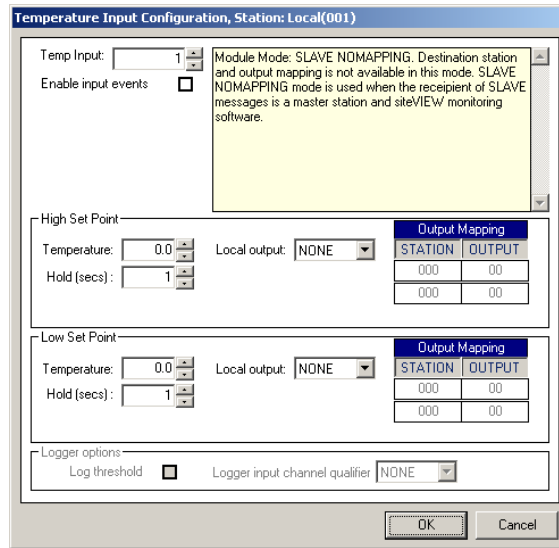 Temperature Input Configuration, Station: Local(001)
Temp Input: 1
Enable input events
Module Mode: SLAVE NOMAPPING. Destination station
and output mapping is not available in this mode. SLAVE
NOMAPPING mode is used when the receipient of SLAVE
messages is a master station and siteVIEW monitoring
software.
High Set Point
Temperature: 0.0
Hold (secs) : 1
Local output: NONE
Output Mapping
STATION OUTPUT
000 00
000 00
Low Set Point
Temperature: 0.0
Hold (secs) : 1
Local output: NONE
Output Mapping
STATION OUTPUT
000 00
000 00
Logger options
Log threshold
Logger input channel qualifier NONE
OK Cancel